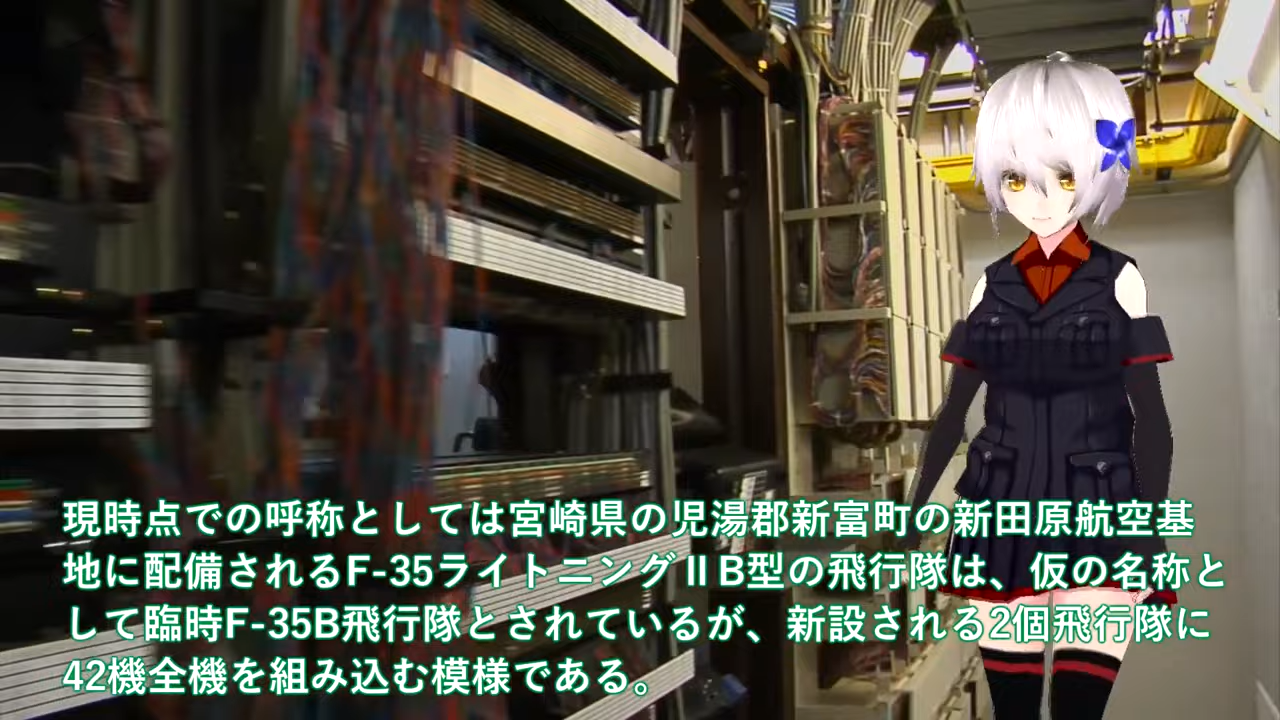 現時点での呼称としては宮崎県の児湯郡新富町の新田原航空基
地に配備されるF-35ライトニングⅡB型の飛行隊は、仮の名称と
して臨時F-35B飛行隊とされているが、新設される2個飛行隊に
42機全機を組み込む模様である。